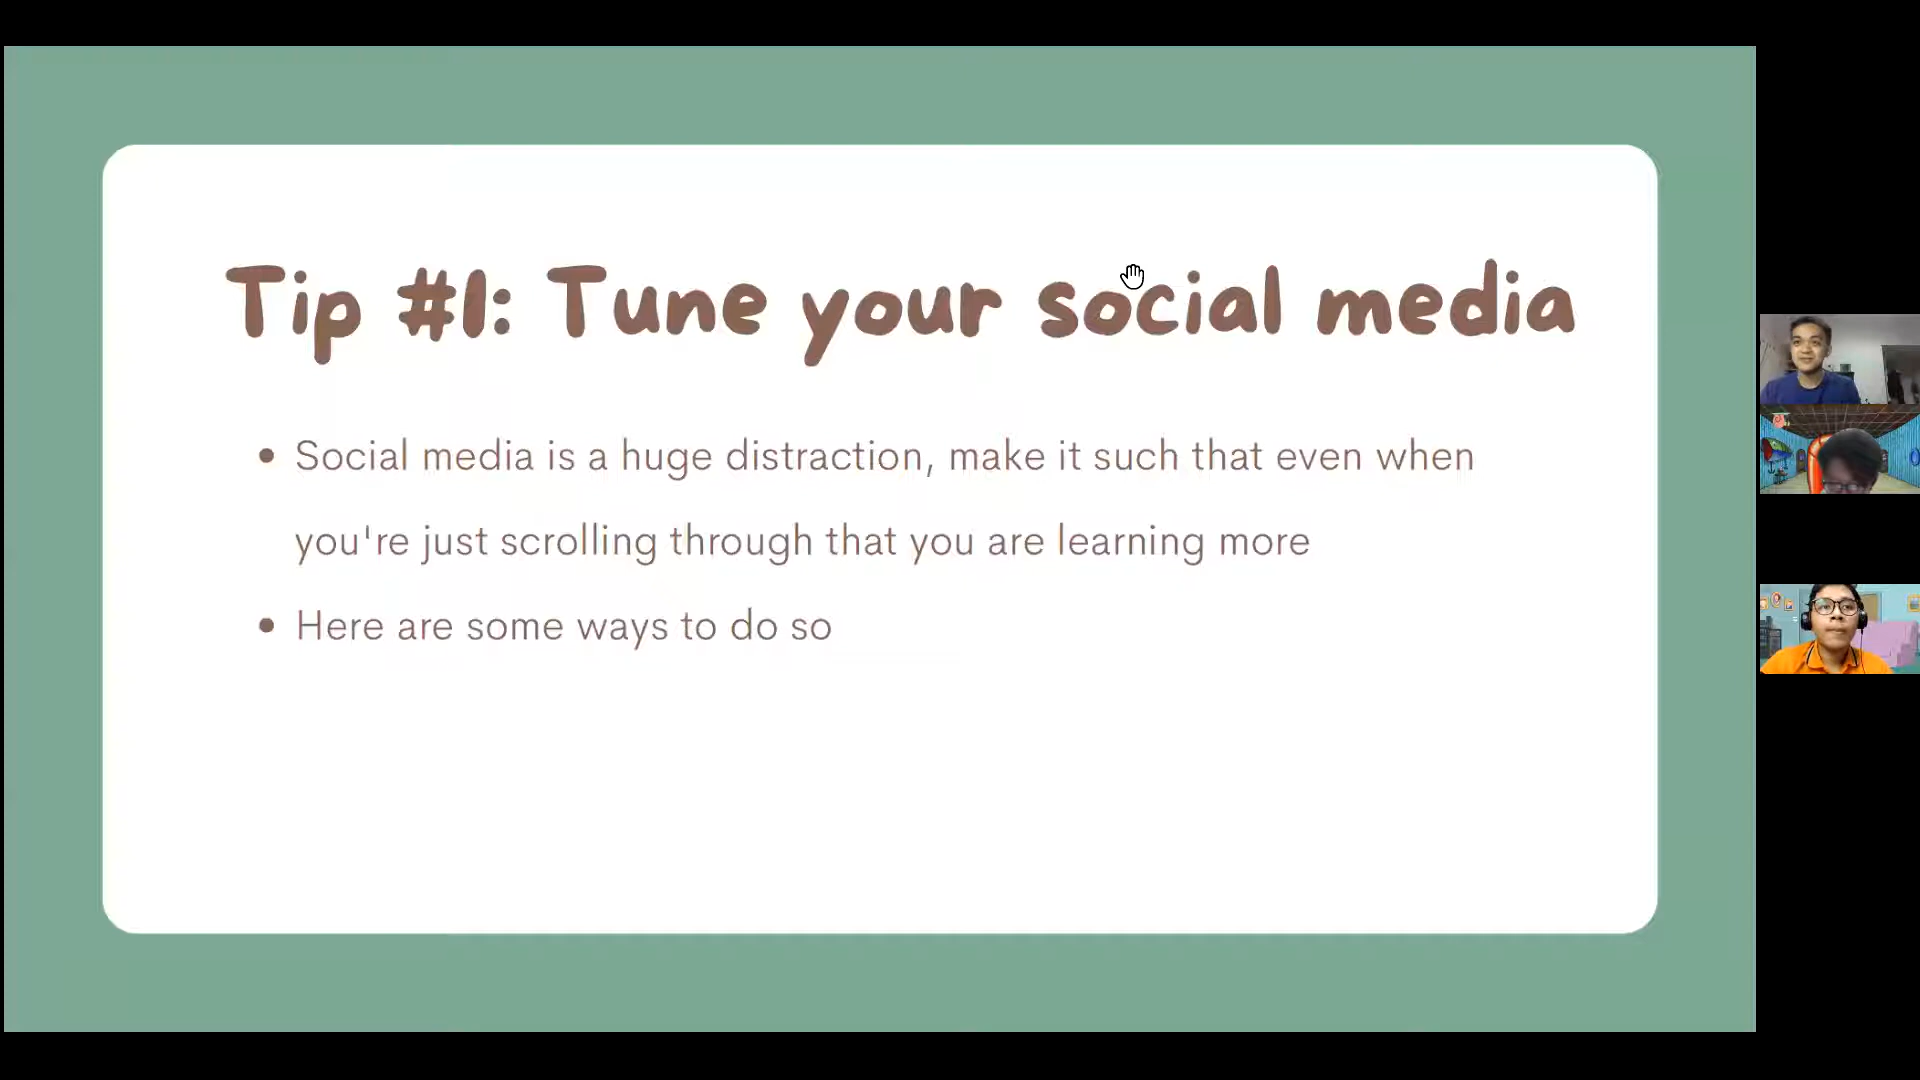 Tip #1: Tune your social media
Social media is a huge distraction, make it such that even when
you're just scrolling through that you are learning more
Here are some ways to do so